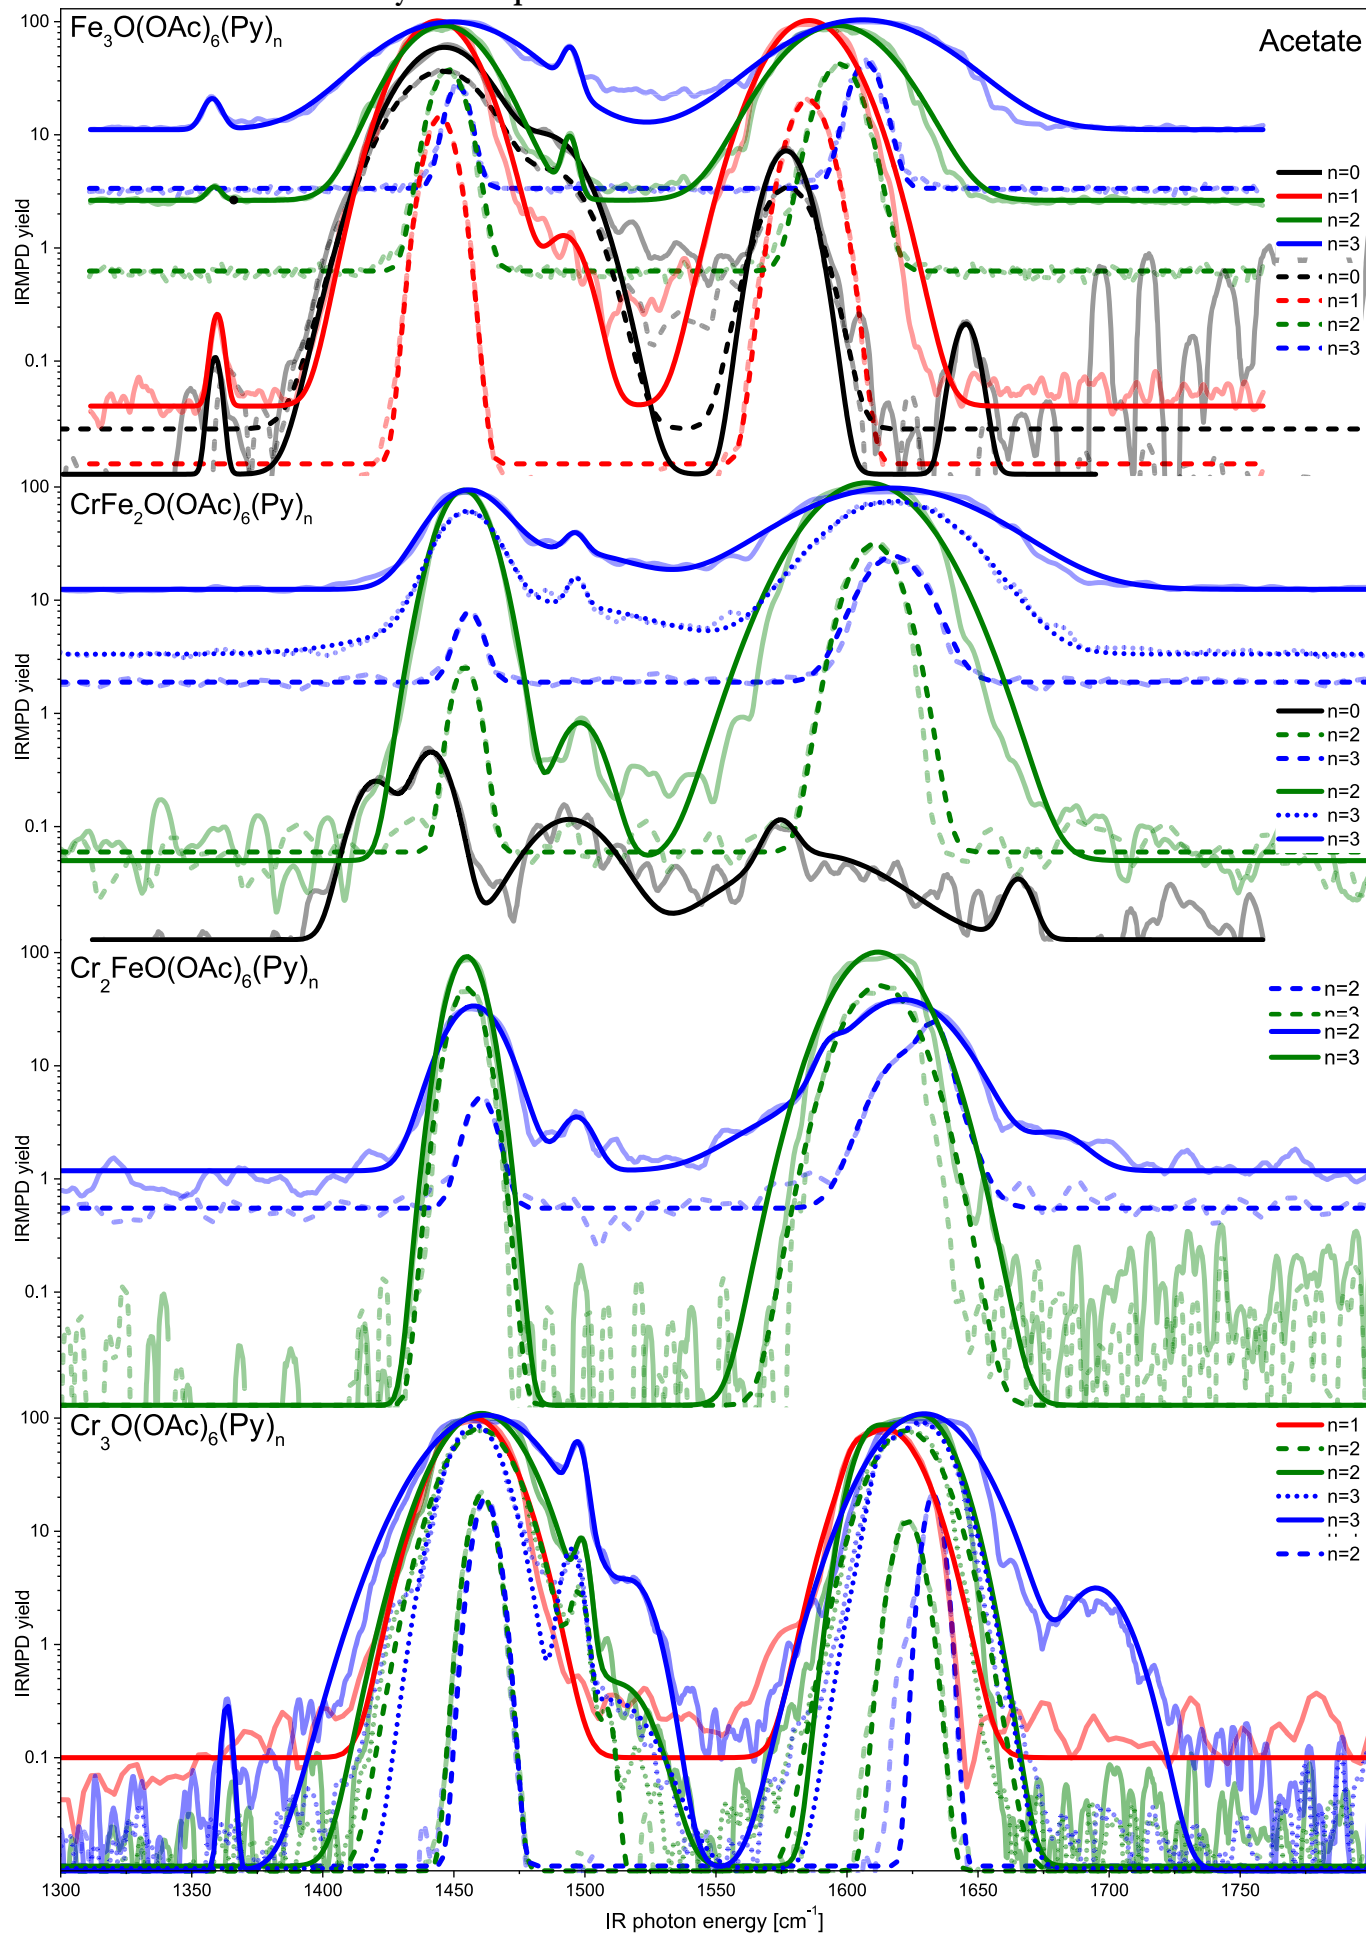 Fe3O(OAc)6(Py)n
Acetate
100
10
1
0.1
IRMPD yield
n=0
n=1
n=2
n=3
n=0
n=1
n=2
n=3
CrFe2O(OAc)6(Py)n
100
10
1
0.1
IRMPD yield
n=0
n=2
n=3
n=2
n=3
n=3
Cr2FeO(OAc)6(Py)n
100
10
1
0.1
IRMPD yield
n=2
n=3
n=2
n=3
Cr3O(OAc)6(Py)n
100
10
1
0.1
IRMPD yield
n=1
n=2
n=2
n=3
n=3
n=2
1300 1350 1400 1450 1500 1550 1600 1650 1700 1750
IR photon energy [cm-1]